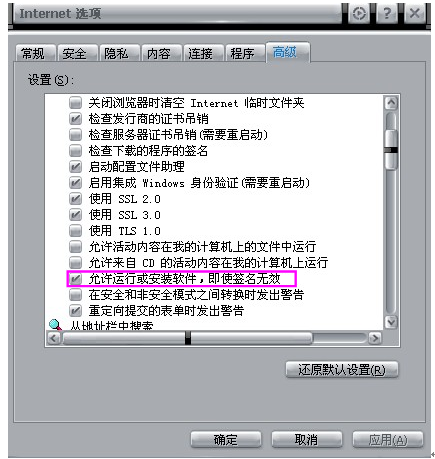 Internet 选项
常规 安全 隐私 内容 连接 程序 高级
设置(S):
关闭浏览器时清空 Internet 临时文件夹
检查发行商的证书吊销
检查服务器证书吊销(需要重启动)
检查下载的程序的签名
启动配置文件助理
启用集成 Windows 身份验证(需要重启动)
使用 SSL 2.0
使用 SSL 3.0
使用 TLS 1.0
允许活动内容在我的计算机上的文件中运行
允许来自 CD 的活动内容在我的计算机上运行
允许运行或安装软件，即使签名无效
在安全和非安全模式之间转换时发出警告
重定向提交的表单时发出警告
从地址栏中搜索
还原默认设置(R)
确定 取消 应用(A)